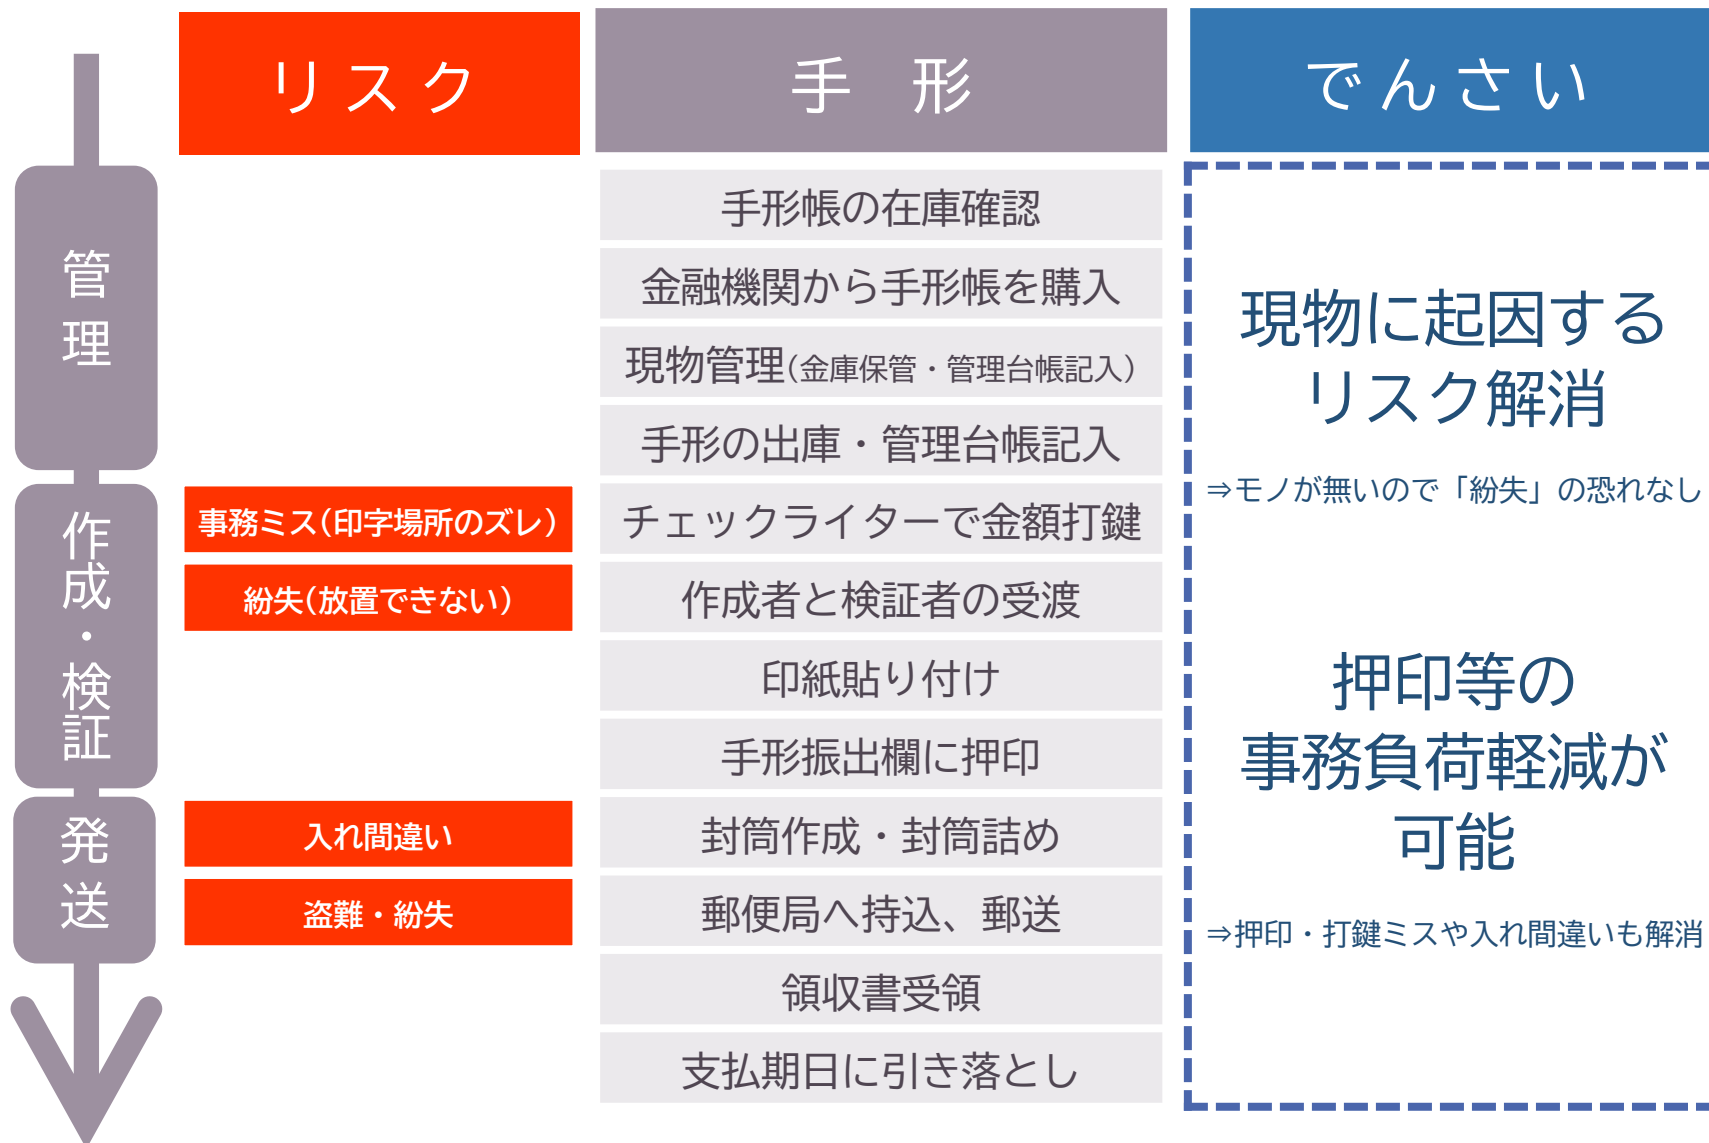 リスク
手 形
でんさい
管理
手形帳の在庫確認
金融機関から手形帳を購入
現物管理(金庫保管・管理台帳記入)
手形の出庫・管理台帳記入
作成・検証
事務ミス(印字場所のズレ)
チェックライターで金額打鍵
紛失(放置できない)
作成者と検証者の受渡
印紙貼り付け
手形振出欄に押印
発送
入れ間違い
封筒作成・封筒詰め
盗難・紛失
郵便局へ持込、郵送
領収書受領
支払期日に引き落とし
現物に起因する
リスク解消
⇒モノが無いので「紛失」の恐れなし
押印等の
事務負荷軽減が
可能
⇒押印・打鍵ミスや入れ間違いも解消